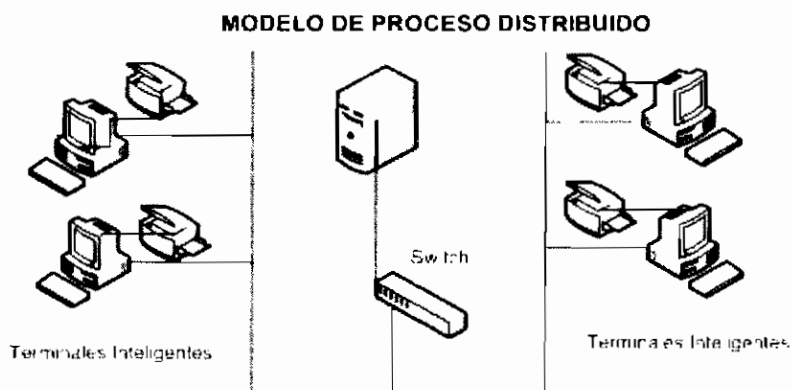 MODELO DE PROCESO DISTRIBUIDO
Switch
Terminales Inteligentes
Terminales Inteligentes